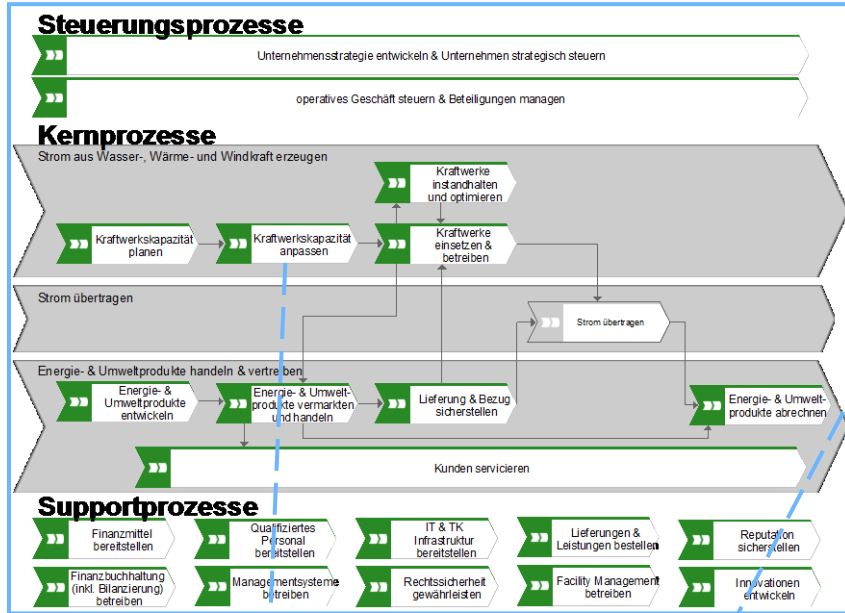 Steuerungsprozesse
Unternehmensstrategie entwickeln & Unternehmen strategisch steuern
operatives Geschäft steuern & Beteiligungen managen
Kernprozesse
Strom aus Wasser-, Wärme- und Windkraft erzeugen
Kraftwerke
instandhalten
und optimieren
Kraftwerkskapazität
planen
Kraftwerkskapazität
anpassen
Kraftwerke
einsetzen &
betreiben
Strom übertragen
Strom übertragen
Energie- & Umweltprodukte handeln & vertreiben
Energie- &
Umweltprodukte
entwickeln
Energie- & Umwelt-
produkte vermarkten
und handeln
Lieferung & Bezug
sicherstellen
Energie- & Umwelt-
produkte abrechnen
Kunden servicieren
Supportprozesse
Finanzmittel
bereitstellen
Qualifiziertes
Personal
bereitstellen
IT & TK
Infrastruktur
bereitstellen
Lieferungen &
Leistungen bestellen
Reputation
sicherstellen
Finanzbuchhaltung
(inkl. Bilanzierung)
betreiben
Managementsysteme
betreiben
Rechtssicherheit
gewährleisten
Facility Management
betreiben
Innovationen
entwickeln